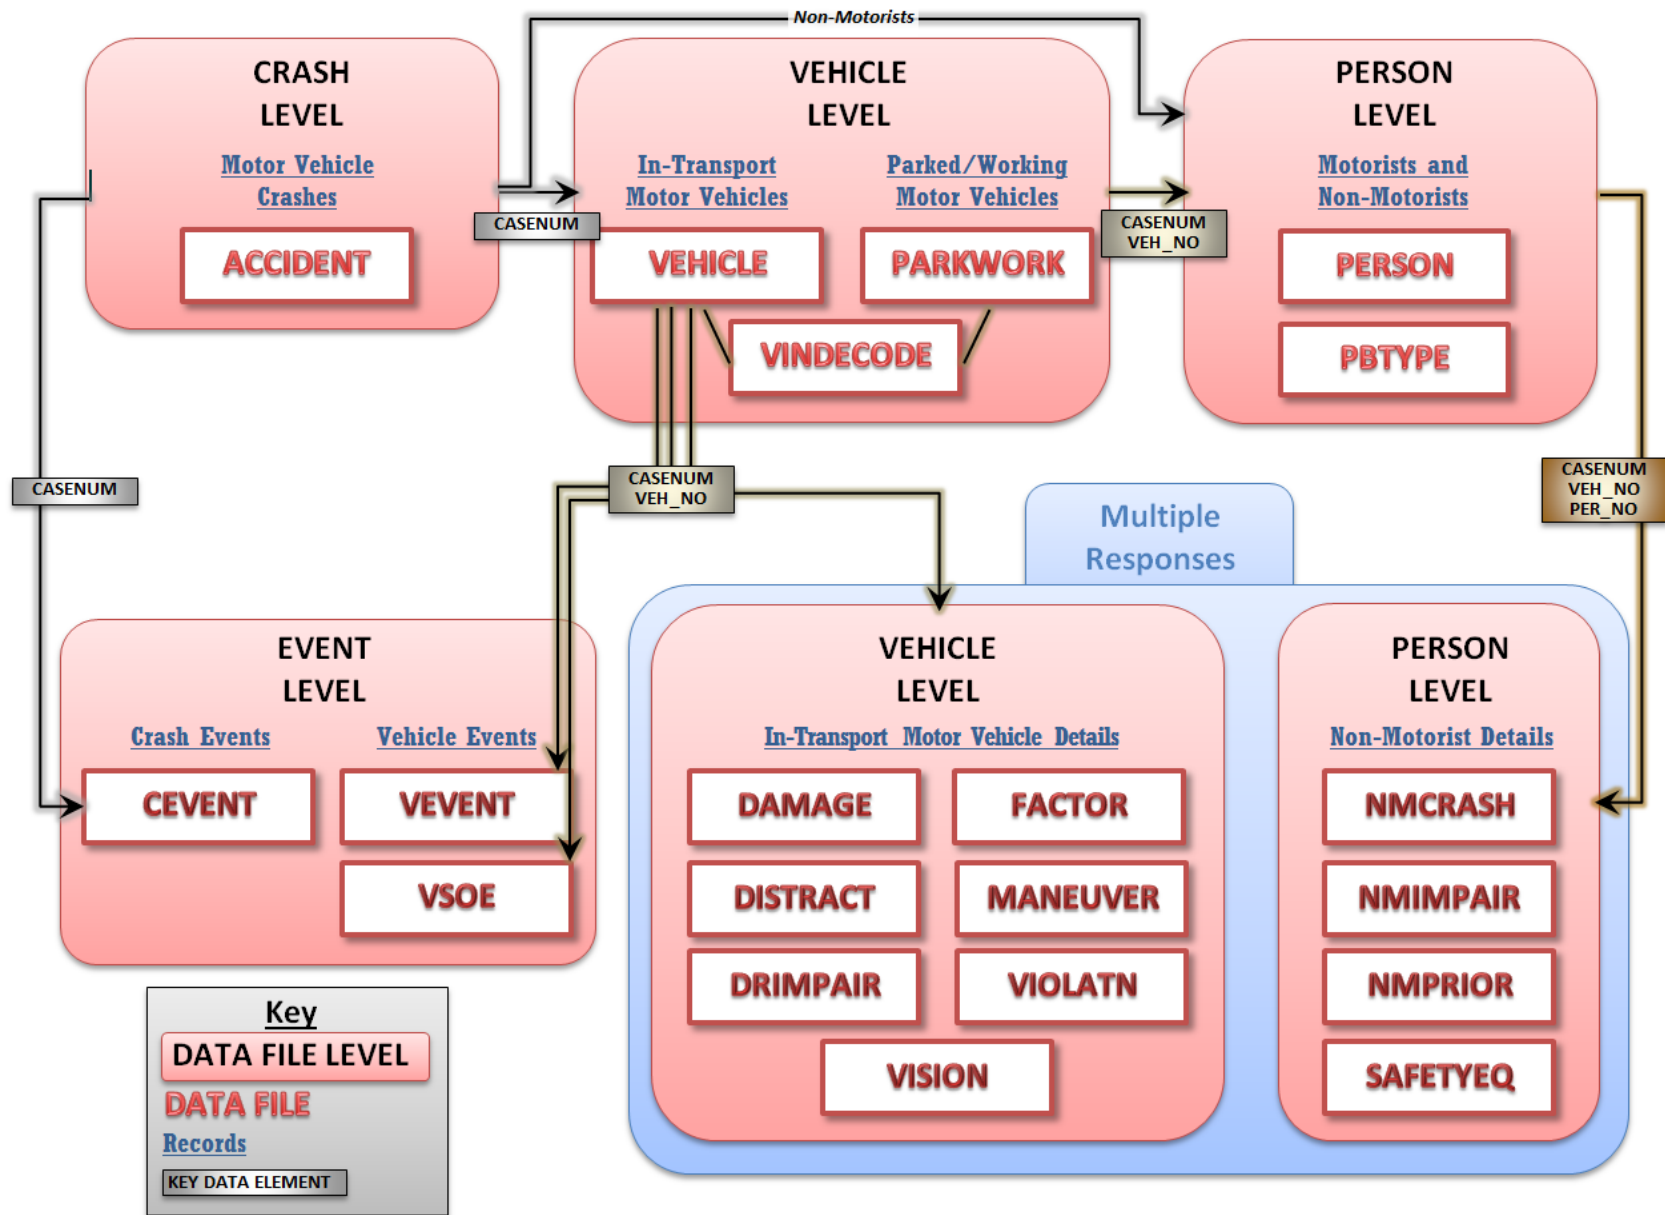 Non-Motorists
CRASH
LEVEL
Motor Vehicle
Crashes
ACCIDENT
CASENUM
VEHICLE
LEVEL
In-Transport
Motor Vehicles
Parked/Working
Motor Vehicles
VEHICLE
PARKWORK
VINDECODE
CASENUM
VEH_NO
PERSON
LEVEL
Motorists and
Non-Motorists
PERSON
PBTYPE
CASENUM
CASENUM
VEH_NO
CASENUM
VEH_NO
PER_NO
Multiple
Responses
EVENT
LEVEL
Crash Events
Vehicle Events
CEVENT
VEVENT
VSOE
VEHICLE
LEVEL
In-Transport Motor Vehicle Details
DAMAGE
FACTOR
DISTRACT
MANEUVER
DRIMPAIR
VIOLATN
VISION
PERSON
LEVEL
Non-Motorist Details
NMCRASH
NMIMPAIR
NMPRIOR
SAFETYEQ
Key
DATA FILE LEVEL
DATA FILE
Records
KEY DATA ELEMENT